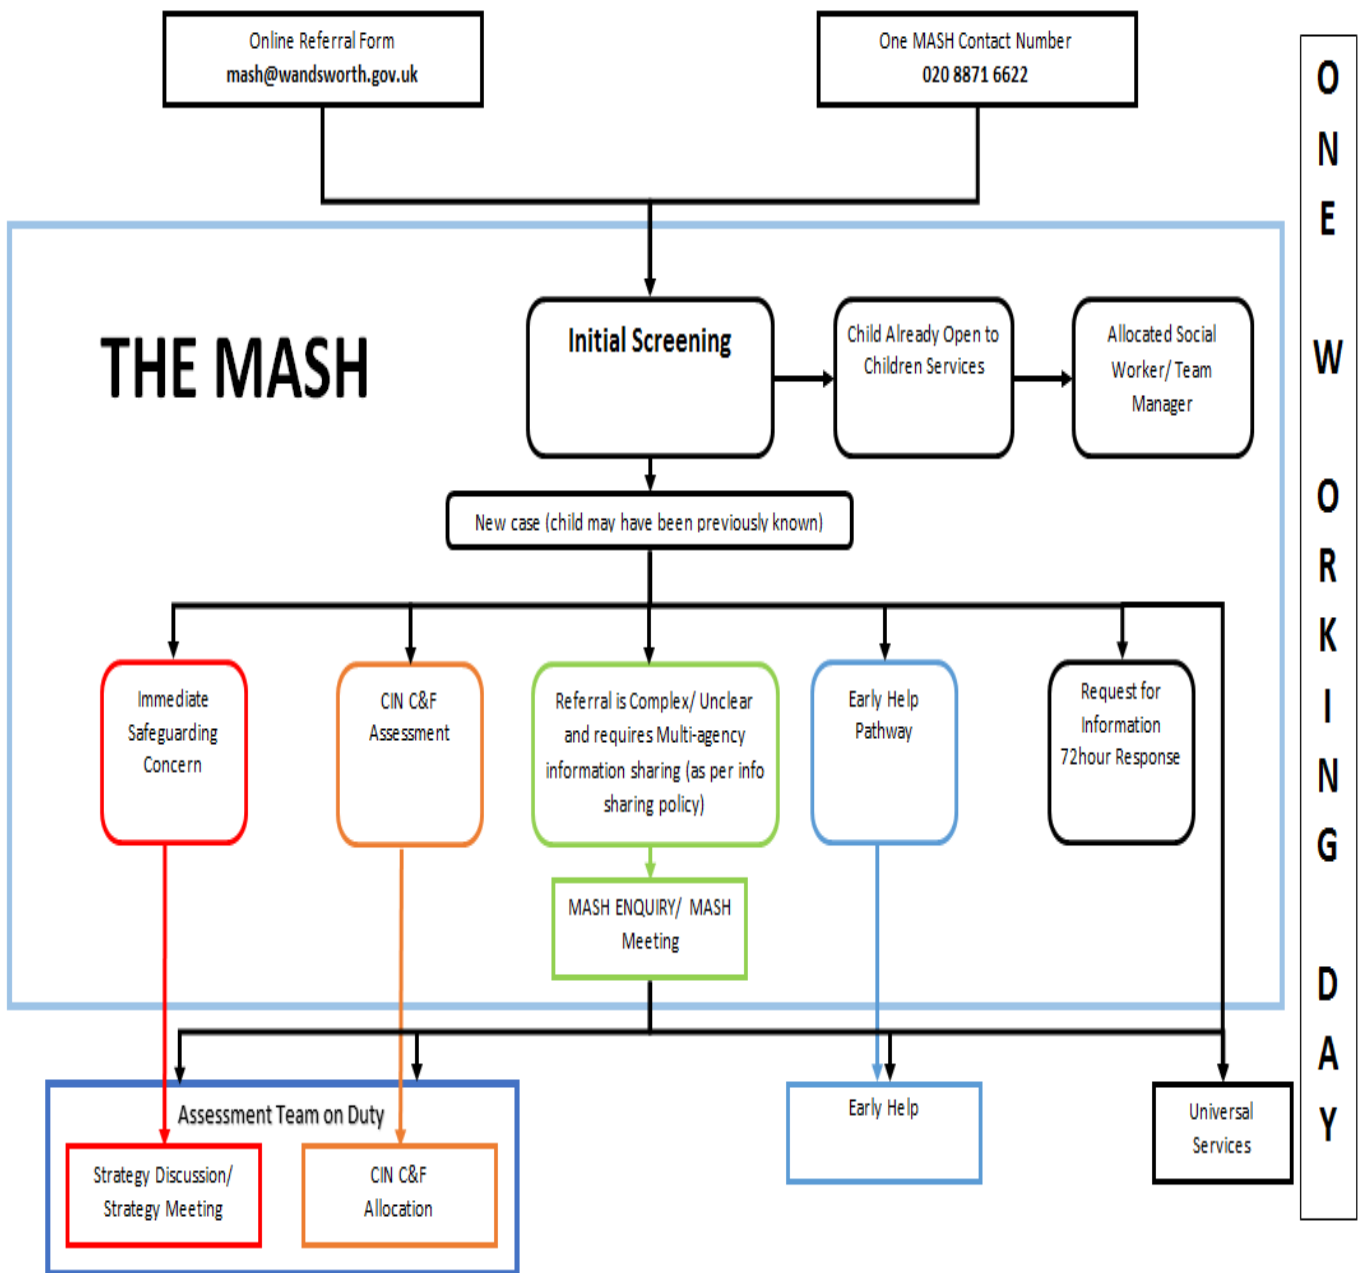 Online Referral Form
mash@wandsworth.gov.uk
One MASH Contact Number
020 8871 6622
THE MASH
Initial Screening
Child Already Open to
Children Services
Allocated Social
Worker/ Team
Manager
New case (child may have been previously known)
Immediate
Safeguarding
Concern
CIN C&F
Assessment
Referral is Complex/ Unclear
and requires Multi-agency
information sharing (as per info
sharing policy)
Early Help
Pathway
Request for
Information
72hour Response
MASH ENQUIRY/ MASH
Meeting
Assessment Team on Duty
Strategy Discussion/
Strategy Meeting
CIN C&F
Allocation
Early Help
Universal
Services
ONE WORKING DAY